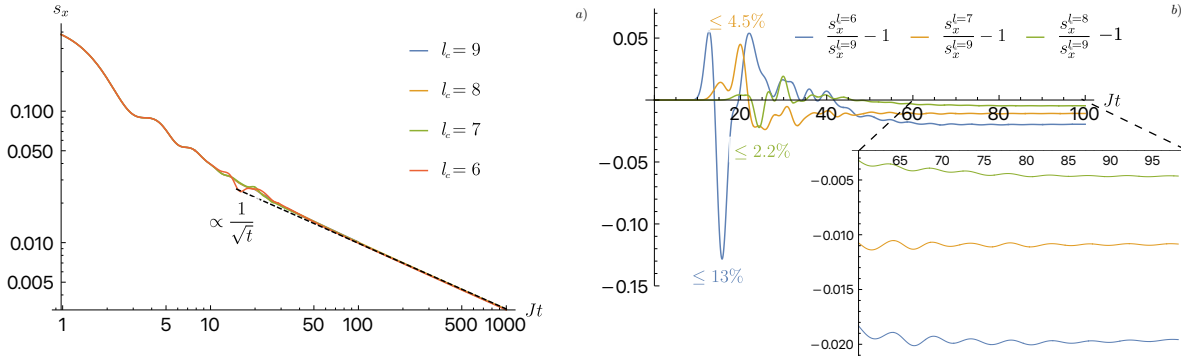 s_x
0.100
0.050
0.010
0.005
1 5 10 50 100 500 1000 Jt
∝ 1/√t
l_c = 9
l_c = 8
l_c = 7
l_c = 6
a)
0.05
−0.05
−0.10
−0.15
20 40 60 80 100 Jt
≤ 4.5%
≤ 2.2%
≤ 13%
s_x^{l=6}/s_x^{l=9} − 1
s_x^{l=7}/s_x^{l=9} − 1
s_x^{l=8}/s_x^{l=9} −1
b)
65 70 75 80 85 90 95
−0.005
−0.010
−0.015
−0.020